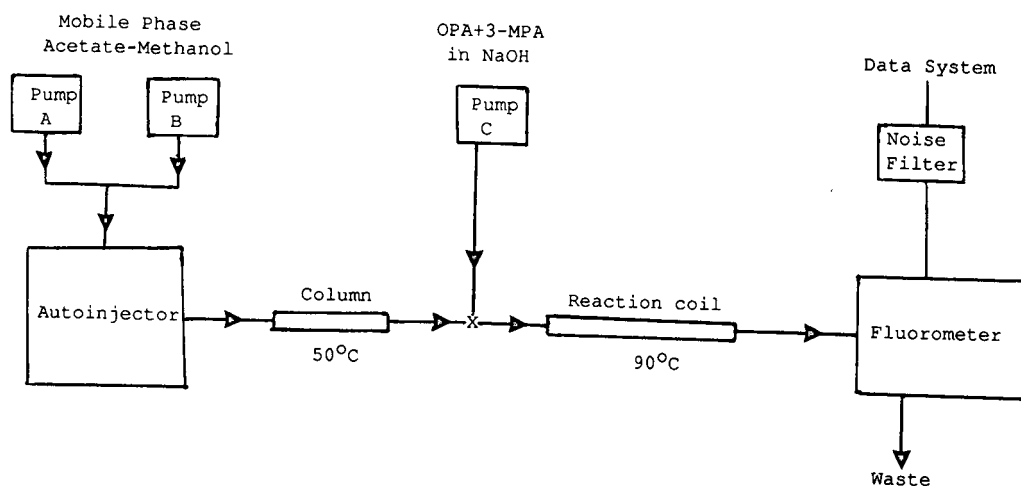 Mobile Phase
Acetate-Methanol
Pump
A
Pump
B
OPA+3-MPA
in NaOH
Pump
C
Data System
Noise
Filter
Autoinjector
Column
50°C
X
Reaction coil
90°C
Fluorometer
Waste